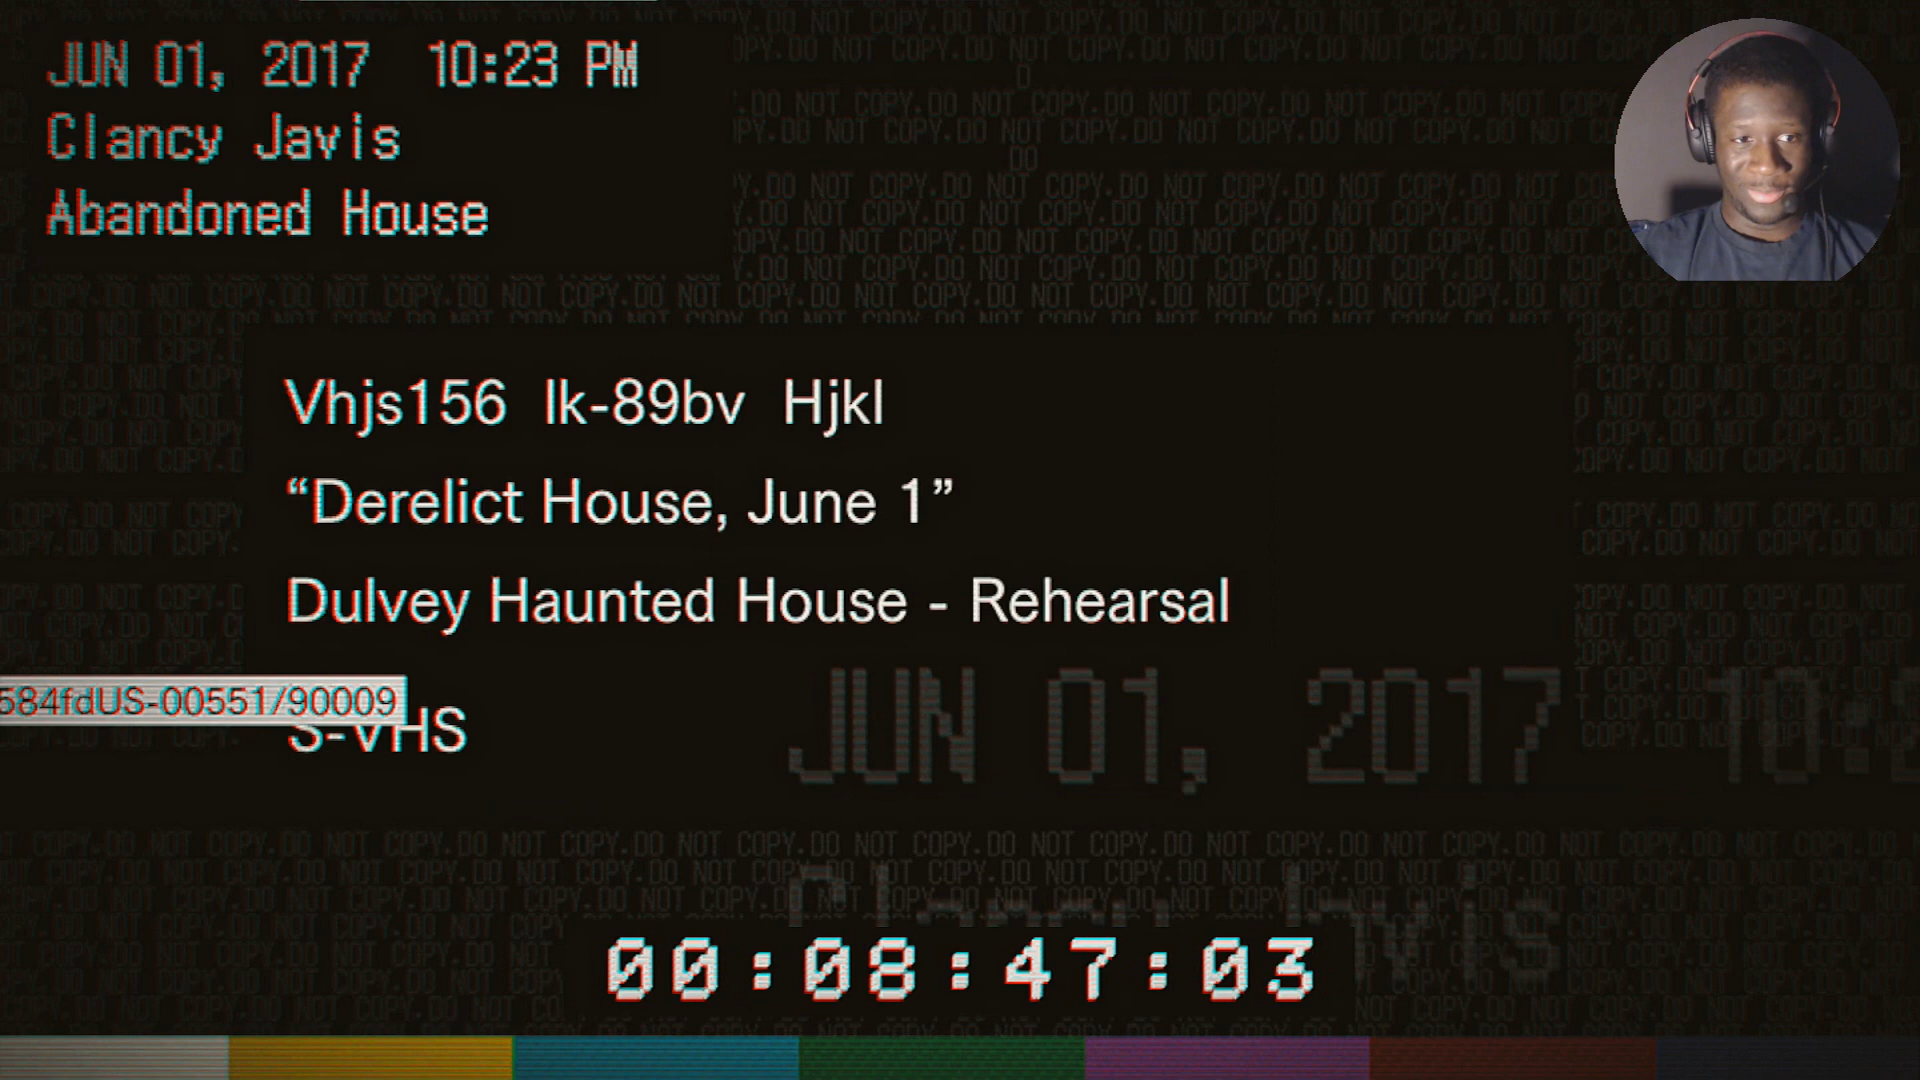 JUN 01, 2017 10:23 PM
Clancy Javis
Abandoned House
Vhjs156 lk-89bv Hjkl
“Derelict House, June 1”
Dulvey Haunted House - Rehearsal
584fdUS-00551/90009
S-VHS
JUN 01, 2017
00:08:47:03